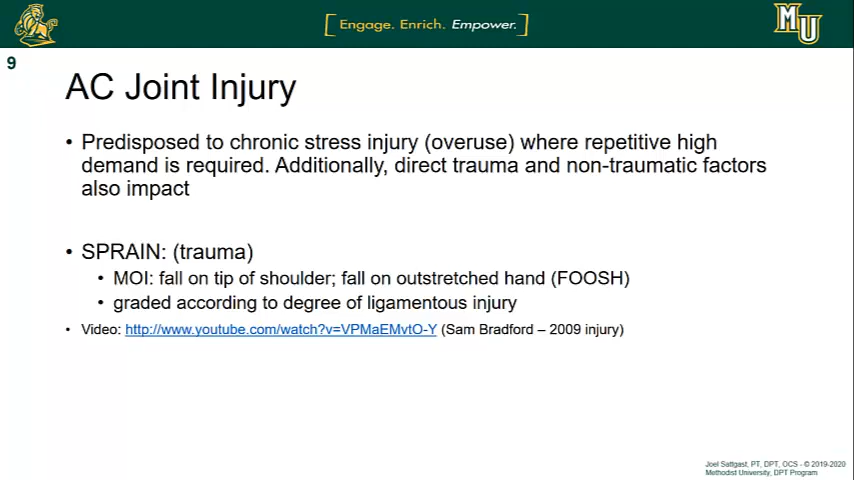 [ Engage. Enrich. Empower. ]
MU
9
AC Joint Injury
• Predisposed to chronic stress injury (overuse) where repetitive high
demand is required. Additionally, direct trauma and non-traumatic factors
also impact
• SPRAIN: (trauma)
• MOI: fall on tip of shoulder; fall on outstretched hand (FOOSH)
• graded according to degree of ligamentous injury
• Video: http://www.youtube.com/watch?v=VPMaEMvtO-Y (Sam Bradford – 2009 injury)
Joel Sattgast, PT, DPT, OCS - © 2019-2020
Methodist University, DPT Program